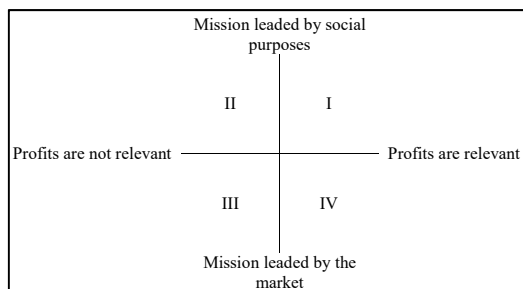 Mission leaded by social
purposes
II
I
Profits are not relevant
Profits are relevant
III
IV
Mission leaded by the
market